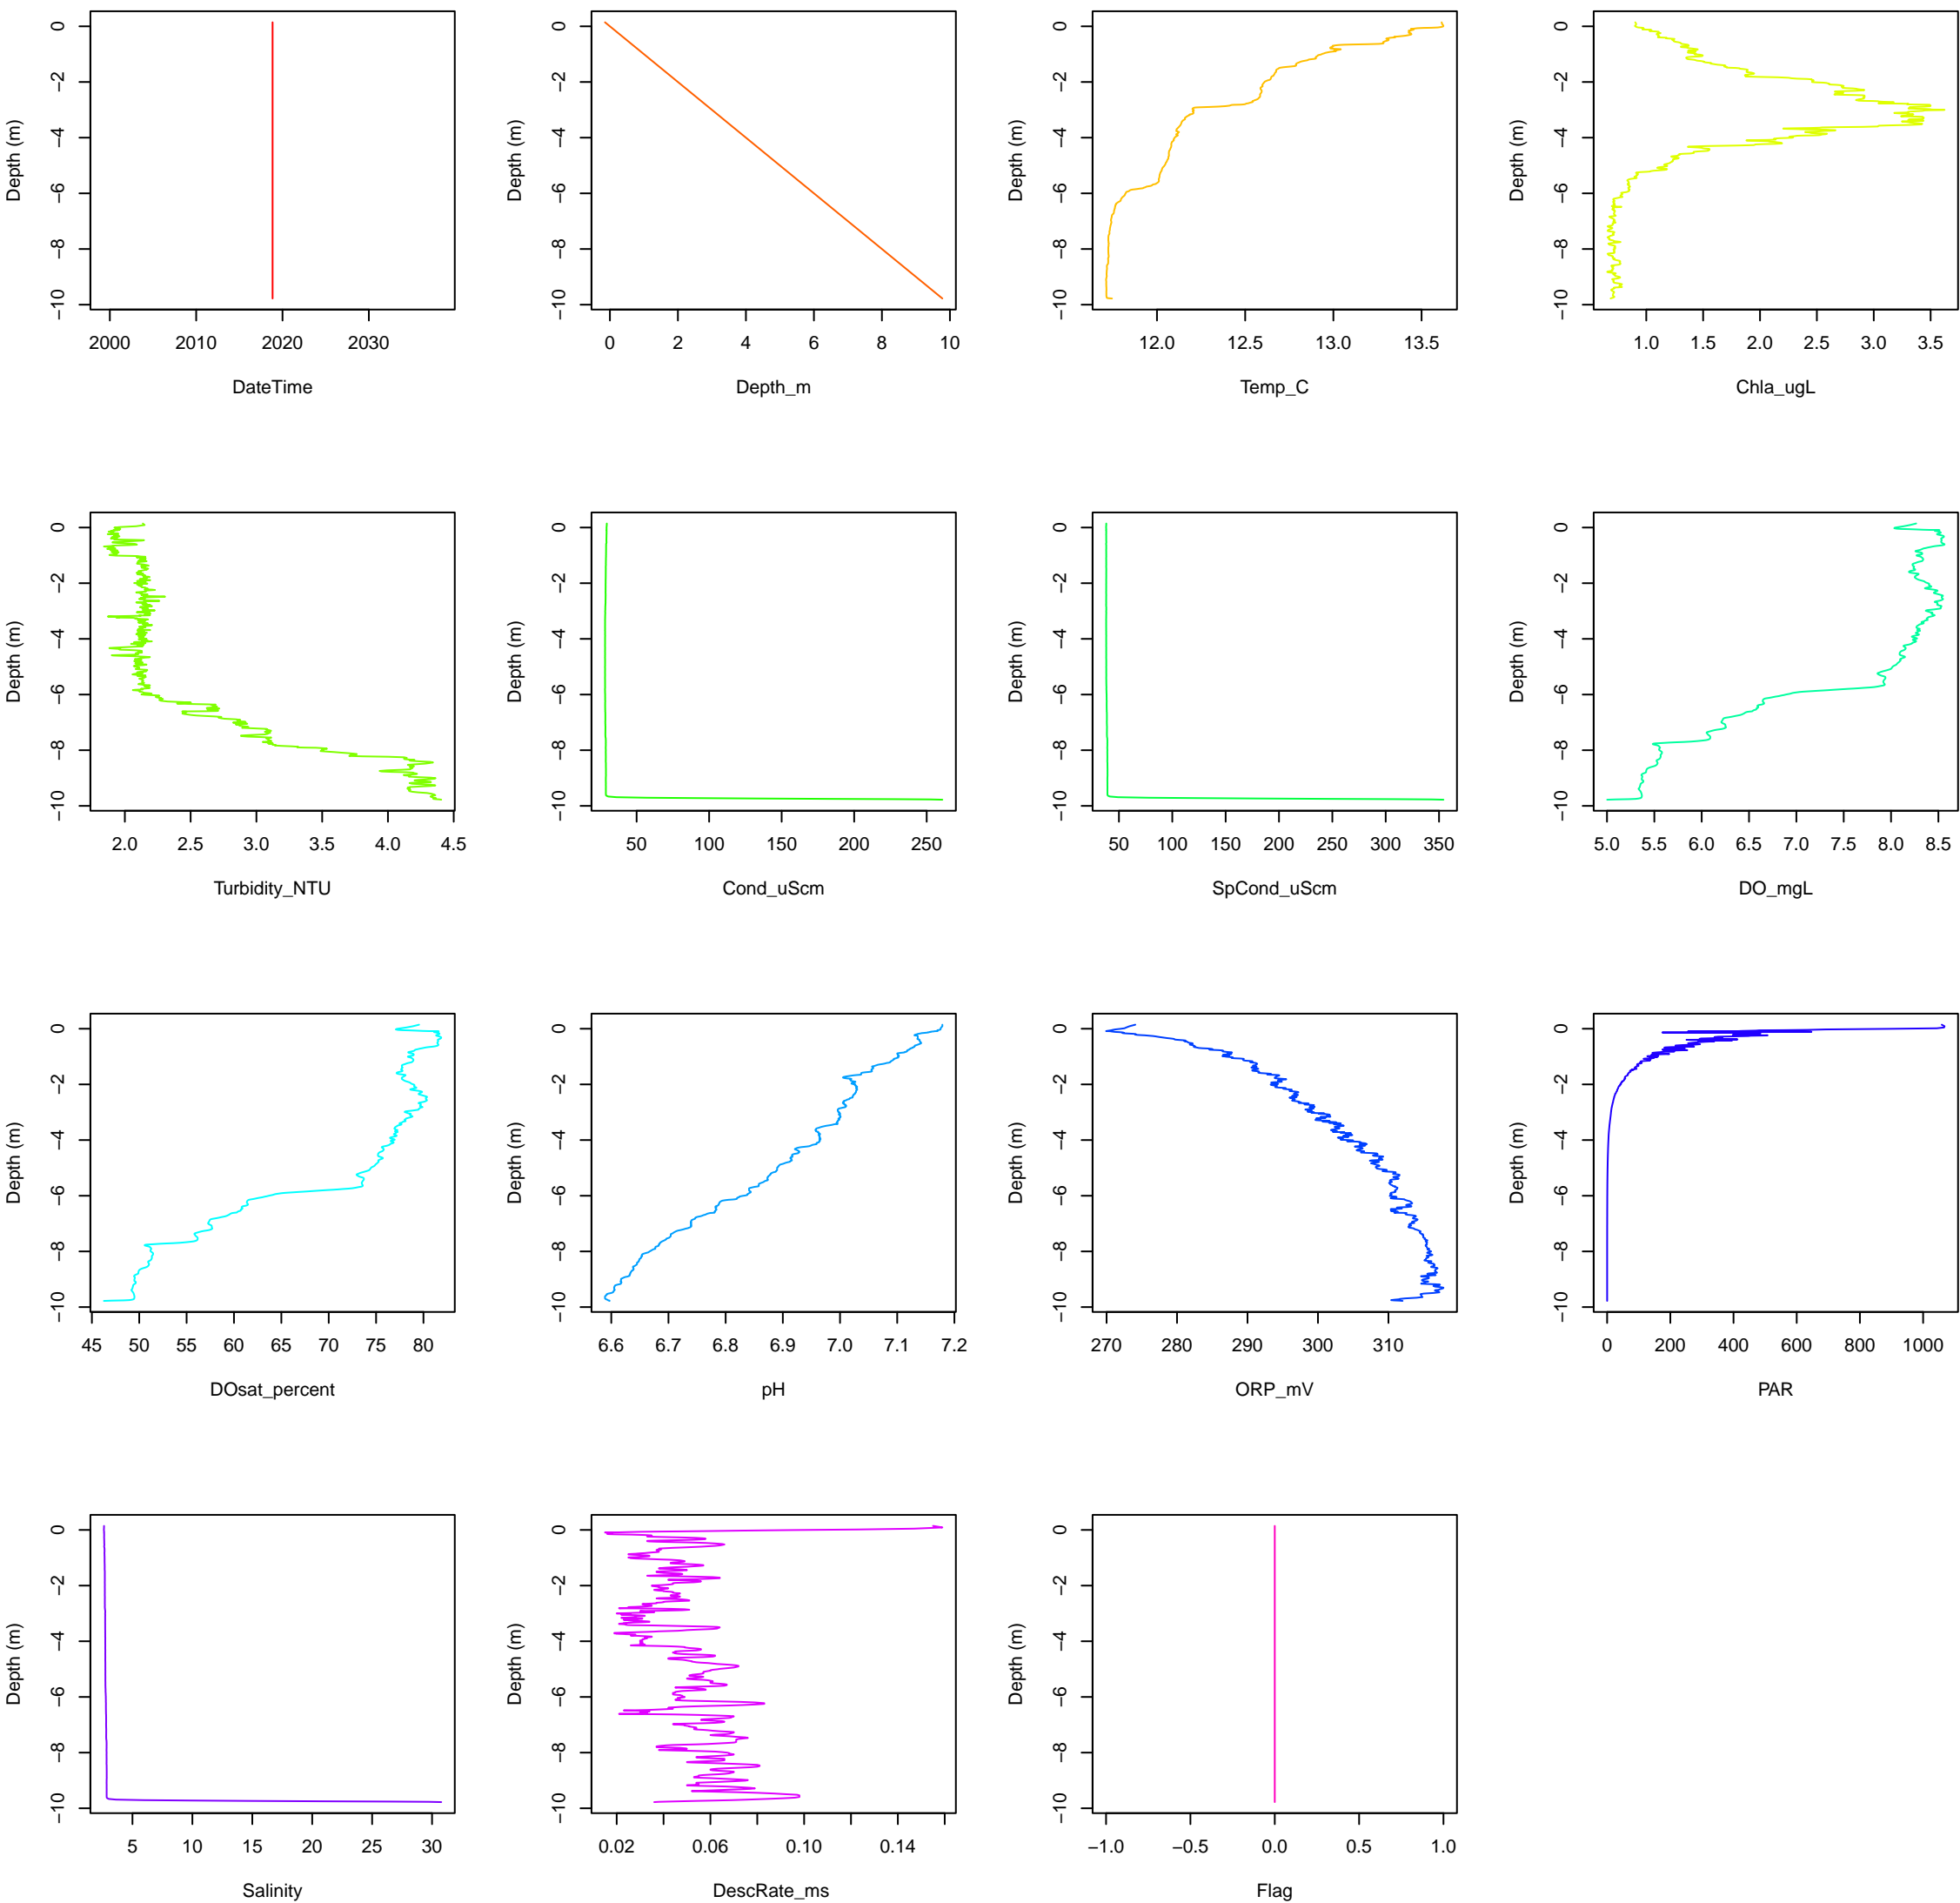 Depth (m)
0
−2
−4
−6
−8
−10
2000 2010 2020 2030
DateTime
Depth (m)
0
−2
−4
−6
−8
−10
0 2 4 6 8 10
Depth_m
Depth (m)
0
−2
−4
−6
−8
−10
12.0 12.5 13.0 13.5
Temp_C
Depth (m)
0
−2
−4
−6
−8
−10
1.0 1.5 2.0 2.5 3.0 3.5
Chla_ugL
Depth (m)
0
−2
−4
−6
−8
−10
2.0 2.5 3.0 3.5 4.0 4.5
Turbidity_NTU
Depth (m)
0
−2
−4
−6
−8
−10
50 100 150 200 250
Cond_uScm
Depth (m)
0
−2
−4
−6
−8
−10
50 100 150 200 250 300 350
SpCond_uScm
Depth (m)
0
−2
−4
−6
−8
−10
5.0 5.5 6.0 6.5 7.0 7.5 8.0 8.5
DO_mgL
Depth (m)
0
−2
−4
−6
−8
−10
45 50 55 60 65 70 75 80
DOsat_percent
Depth (m)
0
−2
−4
−6
−8
−10
6.6 6.7 6.8 6.9 7.0 7.1 7.2
pH
Depth (m)
0
−2
−4
−6
−8
−10
270 280 290 300 310
ORP_mV
Depth (m)
0
−2
−4
−6
−8
−10
0 200 400 600 800 1000
PAR
Depth (m)
0
−2
−4
−6
−8
−10
5 10 15 20 25 30
Salinity
Depth (m)
0
−2
−4
−6
−8
−10
0.02 0.06 0.10 0.14
DescRate_ms
Depth (m)
0
−2
−4
−6
−8
−10
−1.0 −0.5 0.0 0.5 1.0
Flag